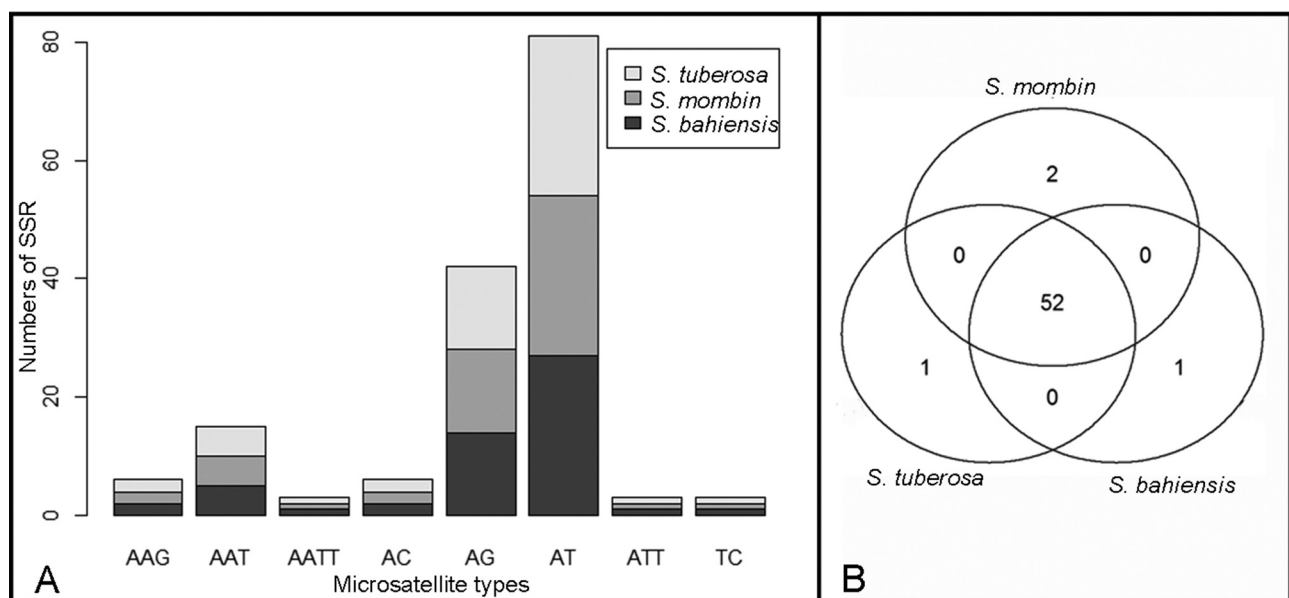 80
60
40
20
0
Numbers of SSR
S. tuberosa
S. mombin
S. bahiensis
AAG AAT AATT AC AG AT ATT TC
Microsatellite types
A
S. mombin
2
0 0
52
1 1
0
S. tuberosa
S. bahiensis
B